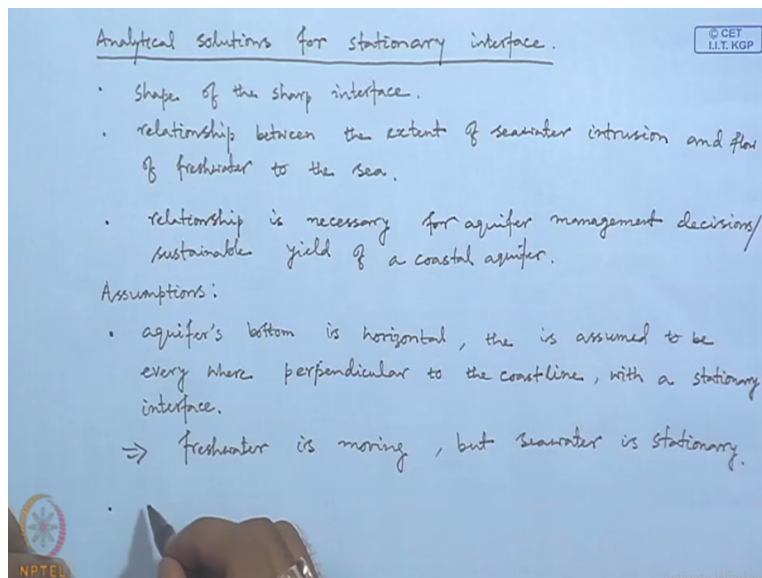 Analytical solutions for stationary interface.
© CET
I.I.T. KGP
· shape of the sharp interface.
· relationship between the extent of seawater intrusion and flow
of freshwater to the sea.
· relationship is necessary for aquifer management decisions/
sustainable yield of a coastal aquifer.
Assumptions:
· aquifer's bottom is horizontal, the is assumed to be
every where perpendicular to the coastline, with a stationary
interface.
⇒ freshwater is moving, but seawater is stationary.
·
NPTEL